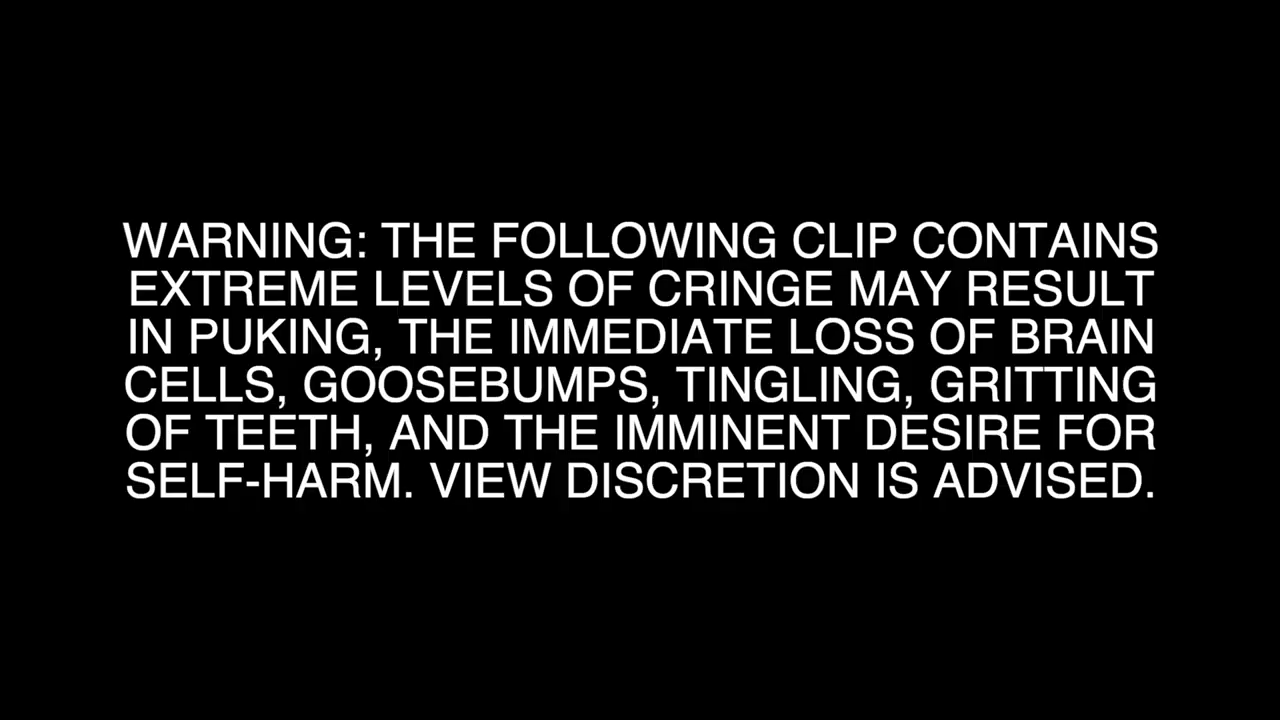 WARNING: THE FOLLOWING CLIP CONTAINS
EXTREME LEVELS OF CRINGE MAY RESULT
IN PUKING, THE IMMEDIATE LOSS OF BRAIN
CELLS, GOOSEBUMPS, TINGLING, GRITTING
OF TEETH, AND THE IMMINENT DESIRE FOR
SELF-HARM. VIEW DISCRETION IS ADVISED.